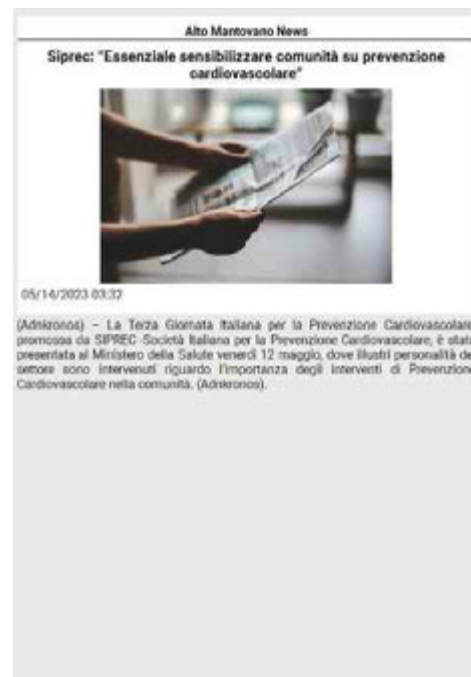 Alto Mantovano News
Siprec: "Essenziale sensibilizzare comunità su prevenzione
cardiovascolare"
05/14/2023 03:32
(Adnkronos) – La Terza Giornata Italiana per la Prevenzione Cardiovascolare
promossa da SIPREC -Società Italiana per la Prevenzione Cardiovascolare, è stata
presentata al Ministero della Salute venerdì 12 maggio, dove illustri personalità de
settore sono intervenuti riguardo l'importanza degli interventi di Prevenzione
Cardiovascolare nella comunità. (Adnkronos).